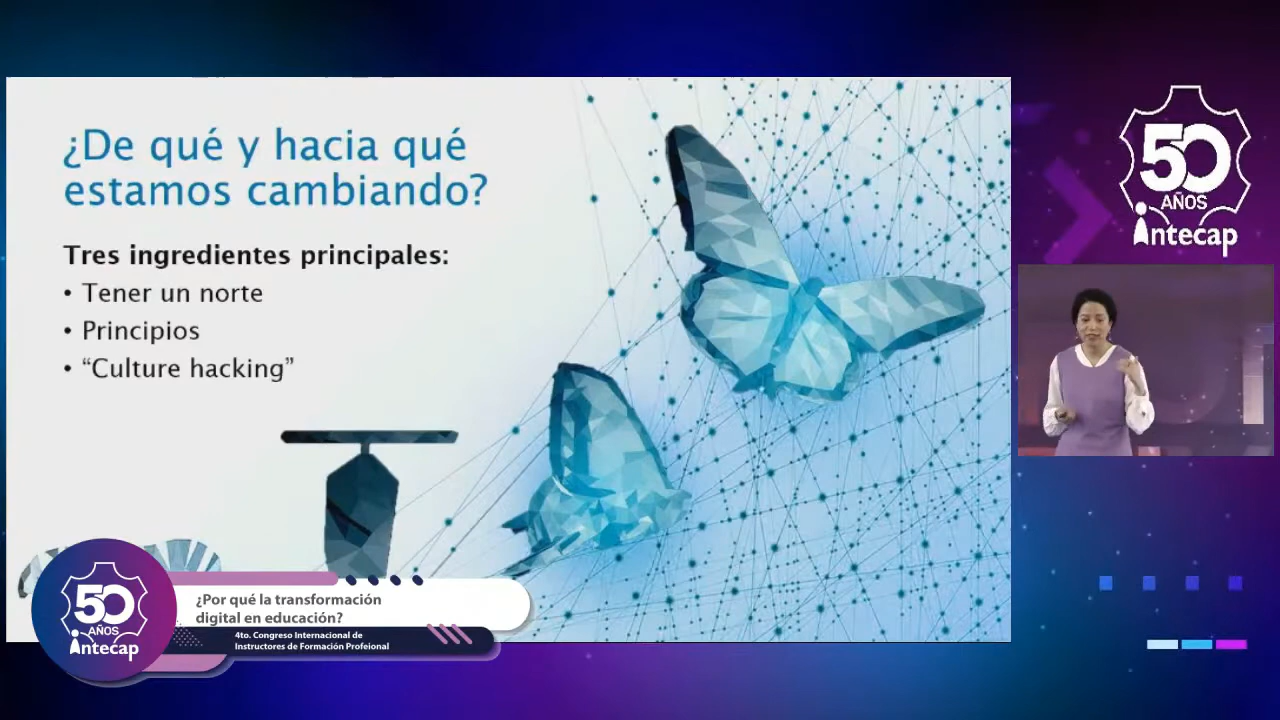 ¿De qué y hacia qué
estamos cambiando?
Tres ingredientes principales:
• Tener un norte
• Principios
• “Culture hacking”
50
AÑOS
intecap
50
AÑOS
intecap
¿Por qué la transformación
digital en educación?
4to. Congreso Internacional de
Instructores de Formación Profeional